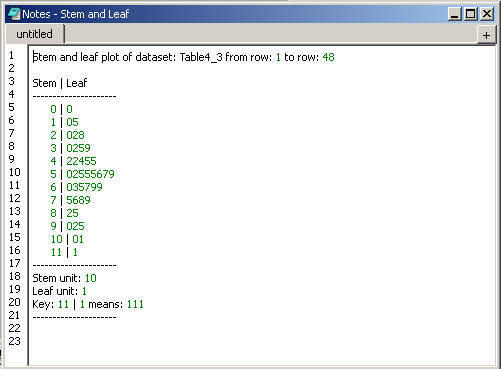 Notes - Stem and Leaf
untitled
+
1 Stem and leaf plot of dataset: Table4_3 from row: 1 to row: 48
2
3 Stem | Leaf
4 ---------------------
5 0 | 0
6 1 | 05
7 2 | 028
8 3 | 0259
9 4 | 22455
10 5 | 02555679
11 6 | 035799
12 7 | 5689
13 8 | 25
14 9 | 025
15 10 | 01
16 11 | 1
17 ---------------------
18 Stem unit: 10
19 Leaf unit: 1
20 Key: 11 | 1 means: 111
21 ---------------------
22
23